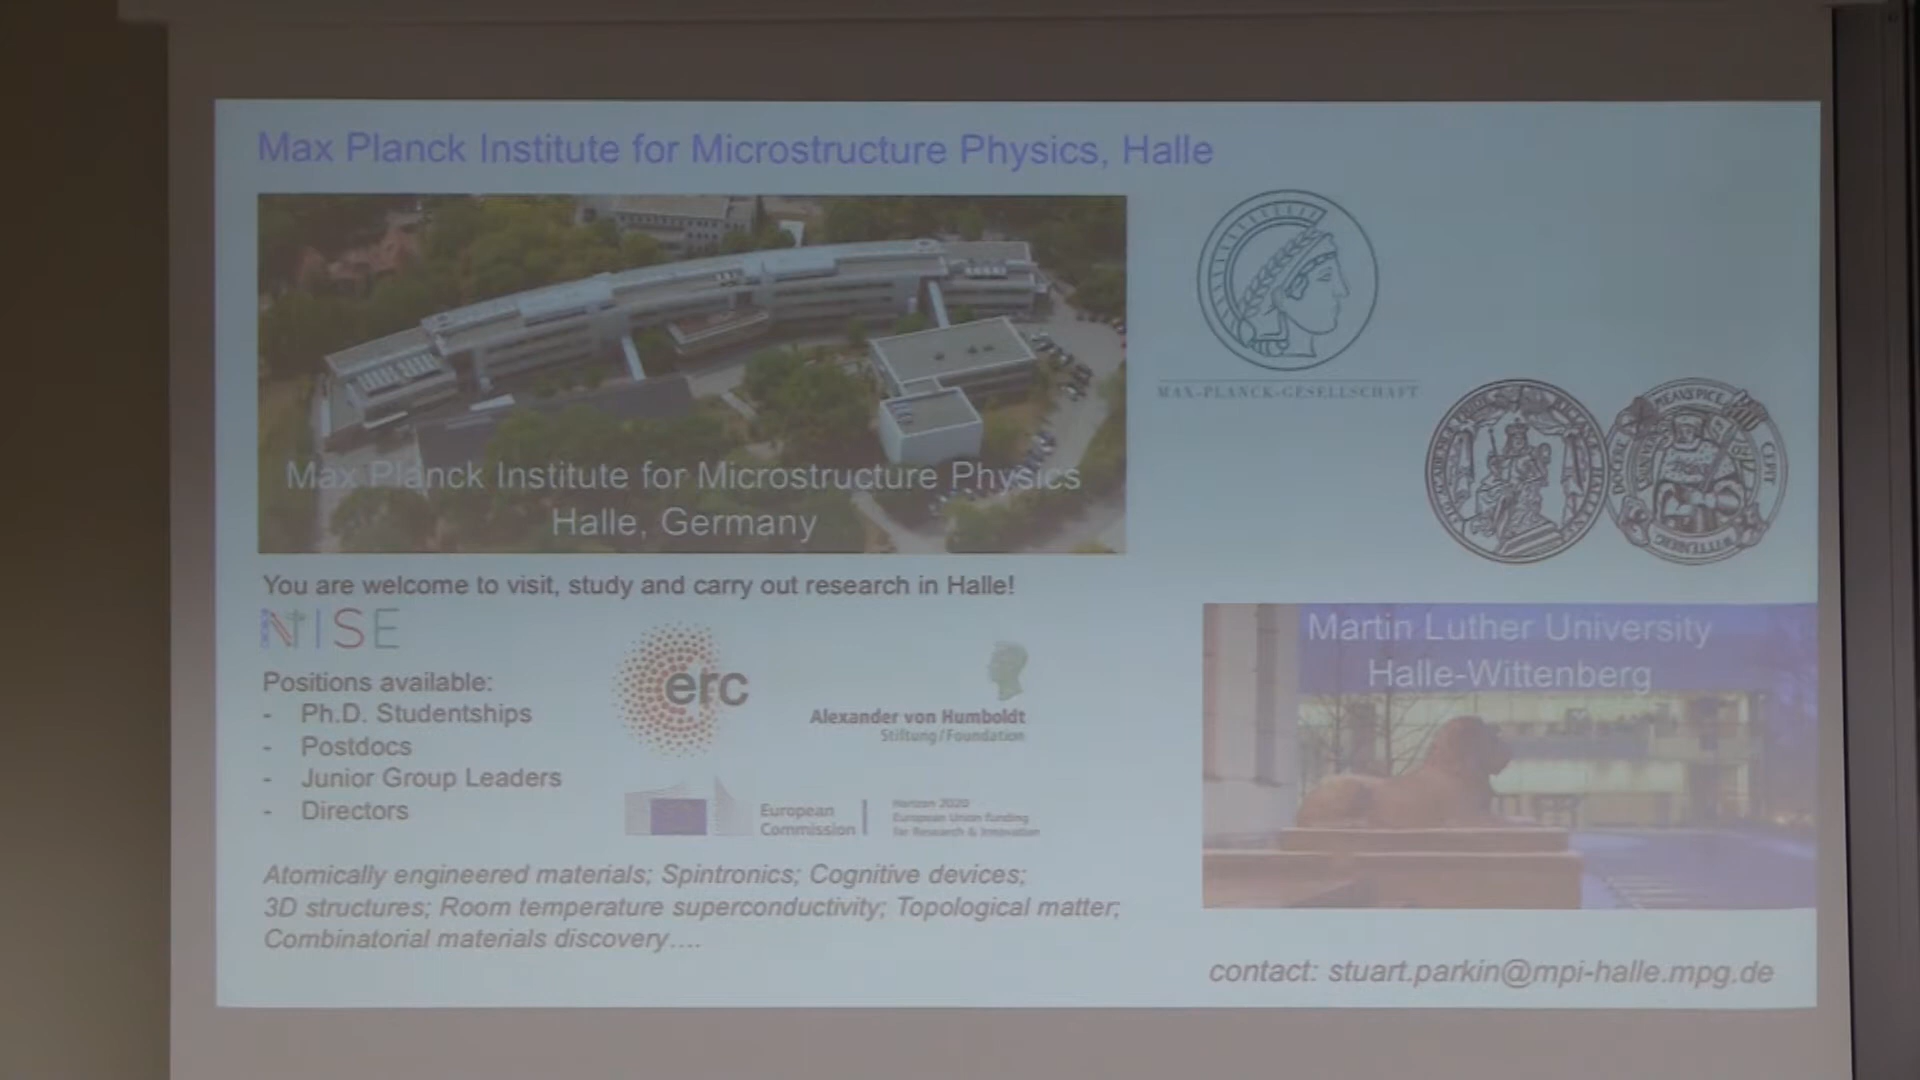 Max Planck Institute for Microstructure Physics, Halle
Max Planck Institute for Microstructure Physics
Halle, Germany
MAX-PLANCK-GESELLSCHAFT
You are welcome to visit, study and carry out research in Halle!
NISE
Positions available:
- Ph.D. Studentships
- Postdocs
- Junior Group Leaders
- Directors
erc
Alexander von Humboldt
Stiftung/Foundation
European
Commission
Horizon 2020
European Union funding
for Research & Innovation
Atomically engineered materials; Spintronics; Cognitive devices;
3D structures; Room temperature superconductivity; Topological matter;
Combinatorial materials discovery....
Martin Luther University
Halle-Wittenberg
contact: stuart.parkin@mpi-halle.mpg.de